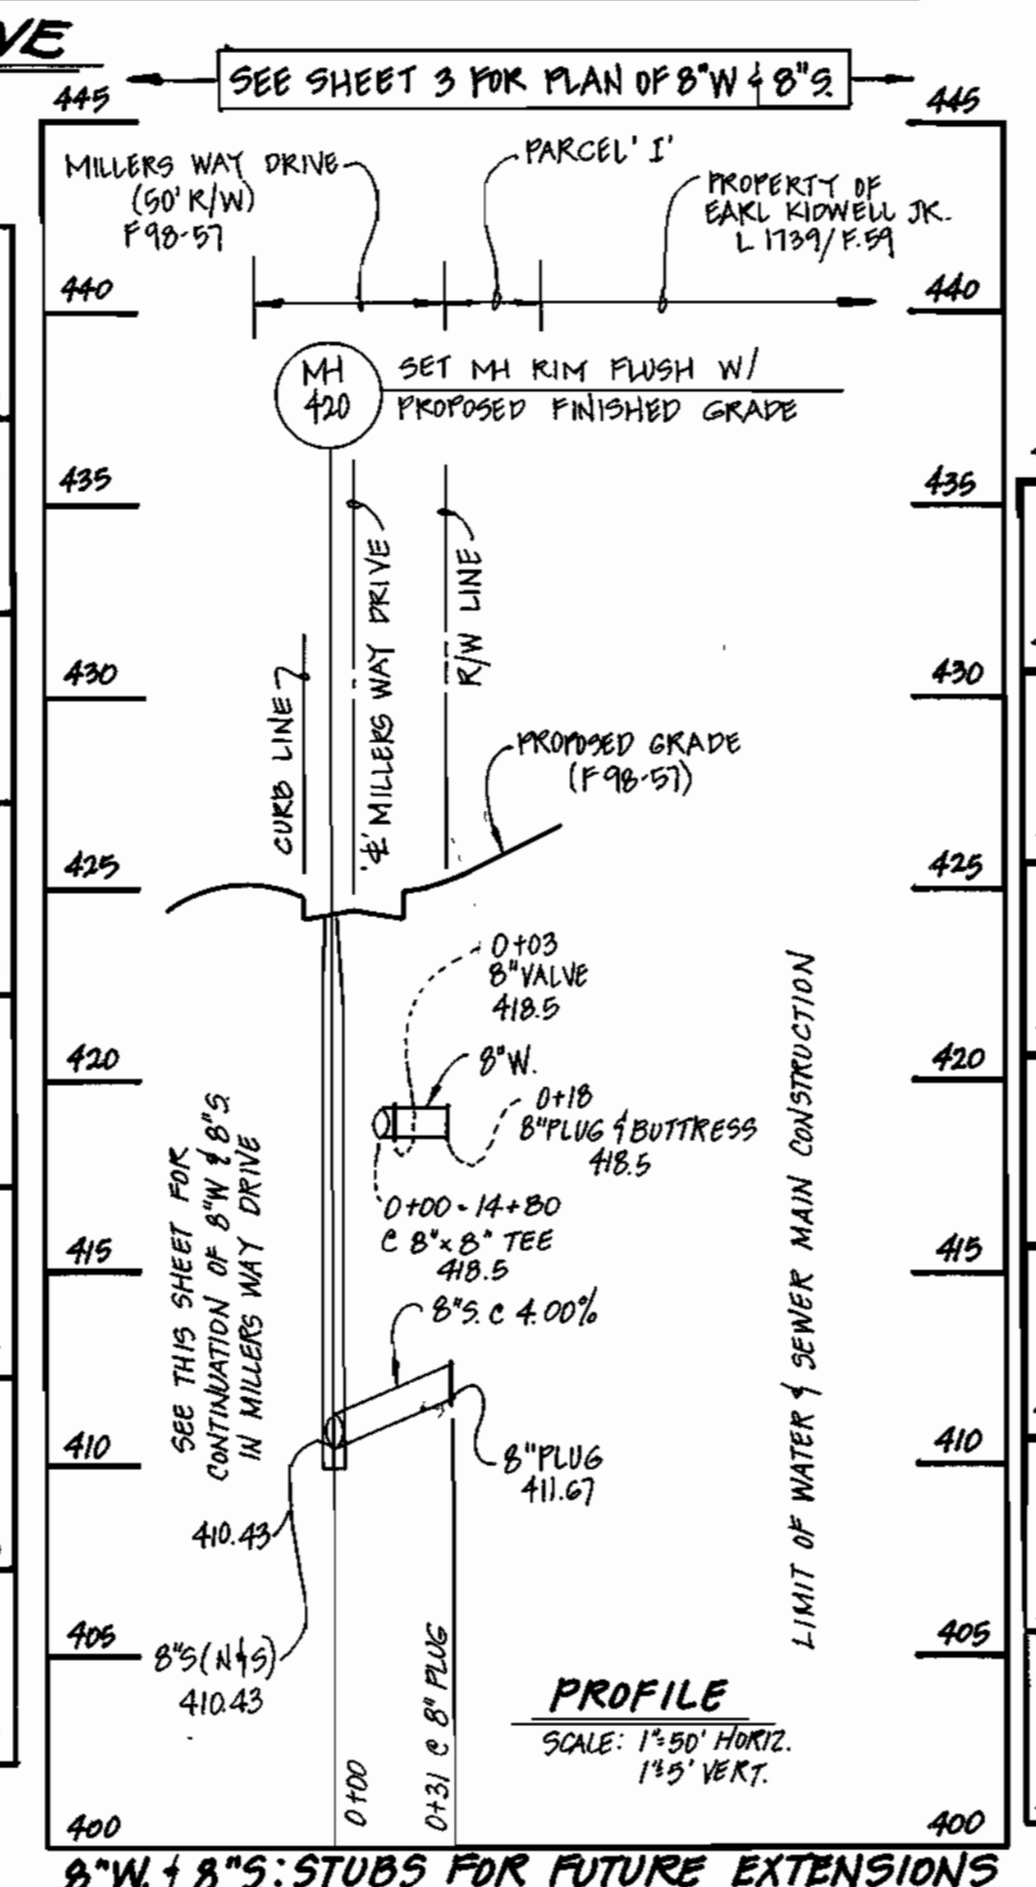 VE
SEE SHEET 3 FOR PLAN OF 8"W & 8"S.
445
445
MILLERS WAY DRIVE
(50' R/W)
F98-57
PARCEL 'I'
PROPERTY OF
EARL KIDWELL JR.
L 1739/F.59
440
440
MH
420
SET MH RIM FLUSH W/
PROPOSED FINISHED GRADE
435
435
CURB LINE
℄ MILLERS WAY DRIVE
R/W LINE
430
430
PROPOSED GRADE
(F98-57)
425
425
0+03
8"VALVE
418.5
8"W.
420
420
0+18
8"PLUG & BUTTRESS
418.5
0+00 - 14+80
@ 8"x8" TEE
418.5
SEE THIS SHEET FOR
CONTINUATION OF 8"W & 8"S.
IN MILLERS WAY DRIVE
LIMIT OF WATER & SEWER MAIN CONSTRUCTION
415
415
8"S. @ 4.00%
410
410
8"PLUG
411.67
410.43
405
405
8"S(N&S)
410.43
0+00
0+31 @ 8" PLUG
PROFILE
SCALE: 1"=50' HORIZ.
1"=5' VERT.
400
400
8"W. & 8"S: STUBS FOR FUTURE EXTENSIONS